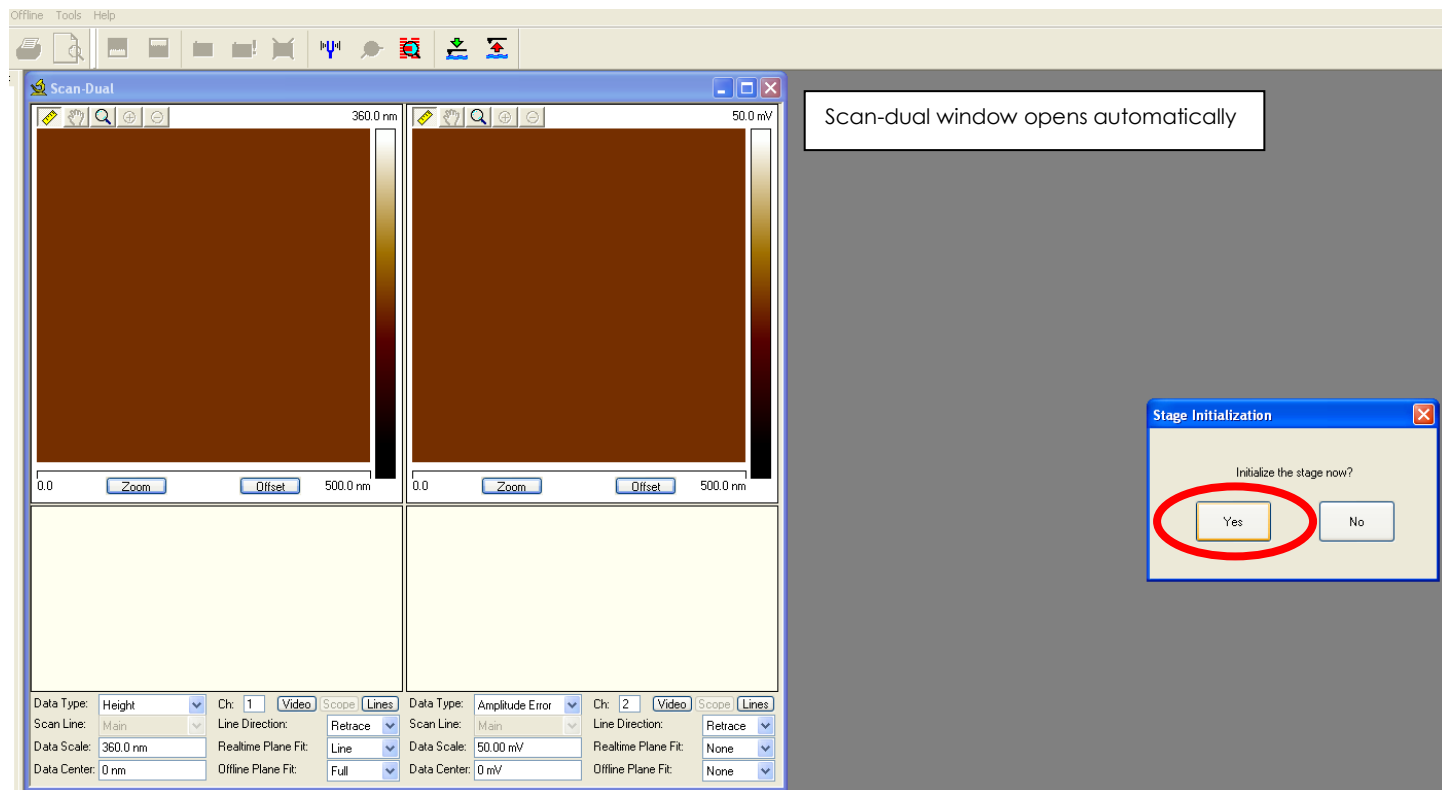 Offline Tools Help
Scan-Dual
360.0 nm
50.0 mV
Scan-dual window opens automatically
Stage Initialization
Initialize the stage now?
Yes No
0.0 Zoom Offset 500.0 nm
0.0 Zoom Offset 500.0 nm
Data Type: Height Ch: 1 Video Scope Lines
Scan Line: Main Line Direction: Retrace
Data Scale: 360.0 nm Realtime Plane Fit: Line
Data Center: 0 nm Offline Plane Fit: Full
Data Type: Amplitude Error Ch: 2 Video Scope Lines
Scan Line: Main Line Direction: Retrace
Data Scale: 50.00 mV Realtime Plane Fit: None
Data Center: 0 mV Offline Plane Fit: None